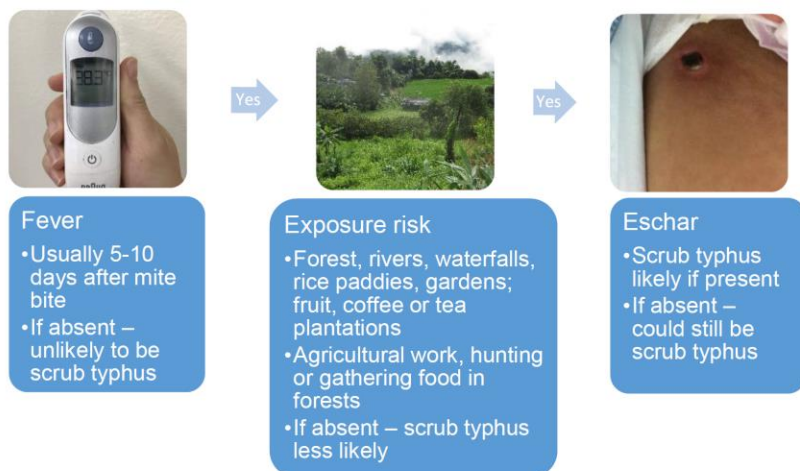 Yes
Yes
Fever
•Usually 5-10
days after mite
bite
•If absent –
unlikely to be
scrub typhus
Exposure risk
•Forest, rivers, waterfalls,
rice paddies, gardens;
fruit, coffee or tea
plantations
•Agricultural work, hunting
or gathering food in
forests
•If absent – scrub typhus
less likely
Eschar
•Scrub typhus
likely if present
•If absent –
could still be
scrub typhus